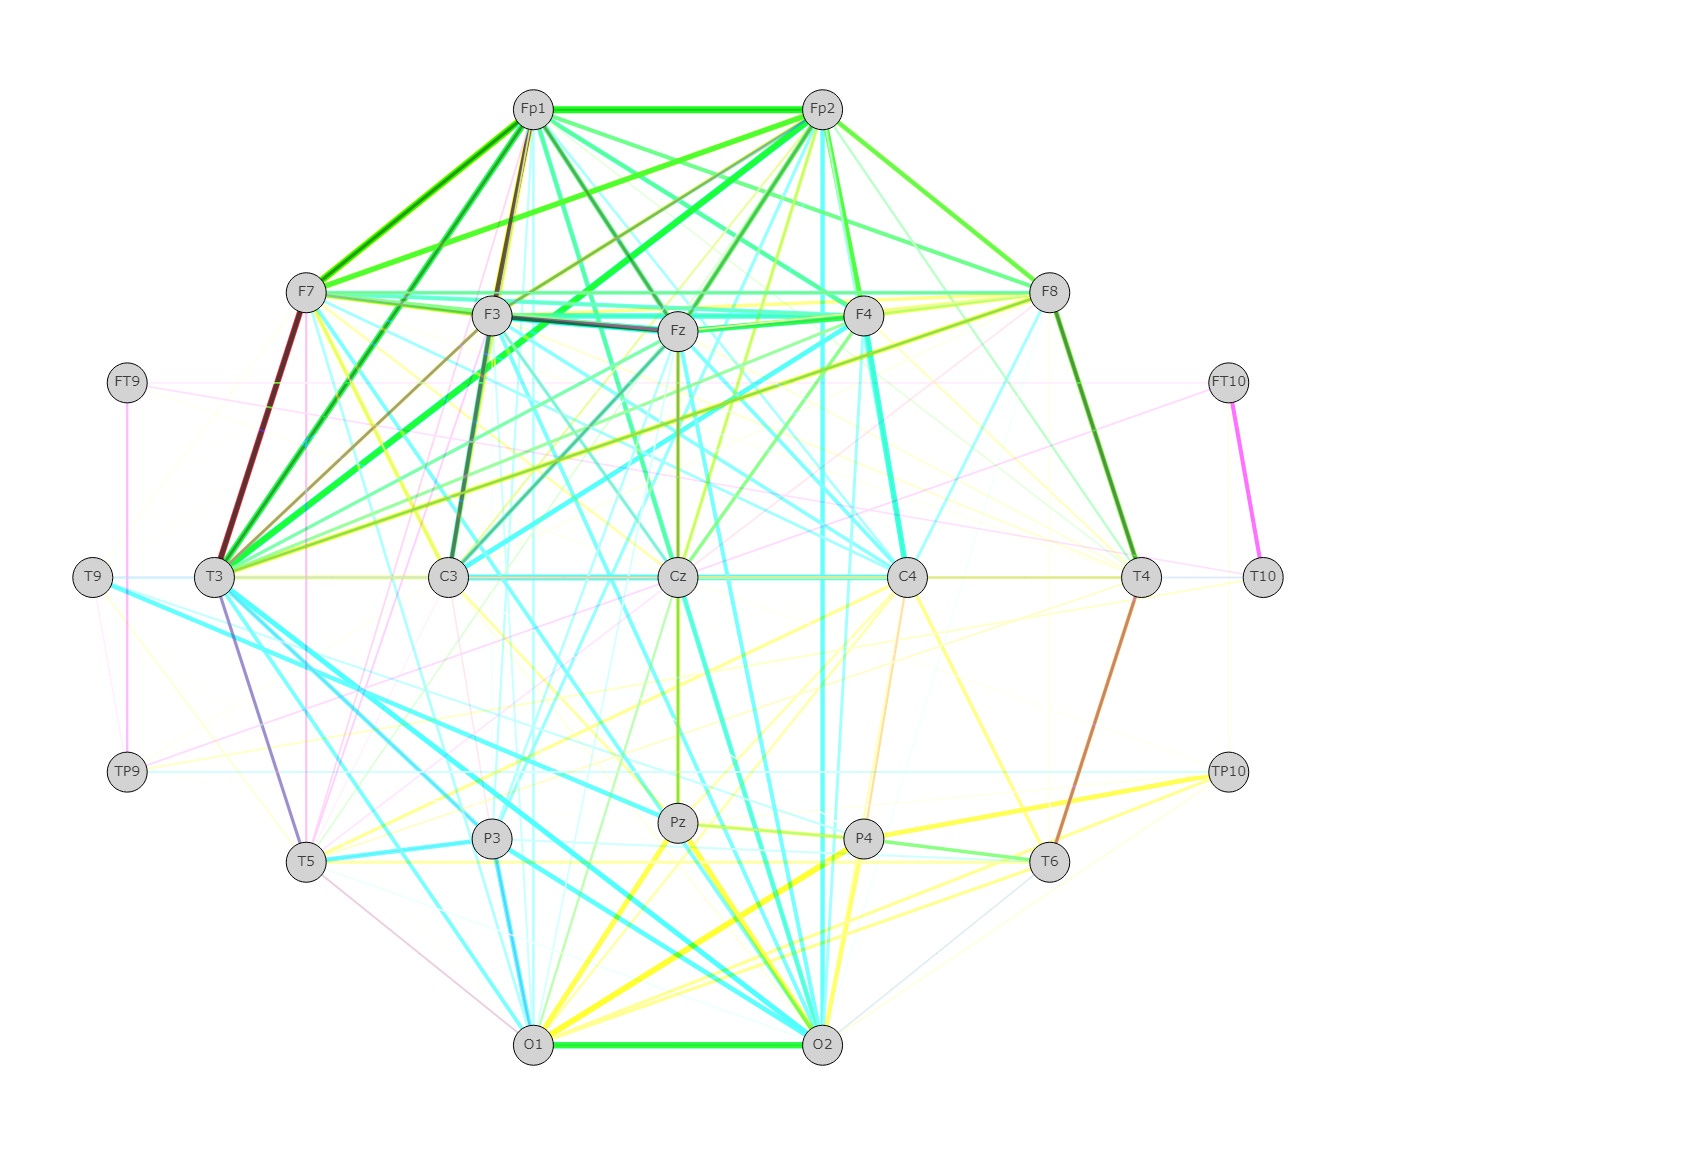 Fp1 Fp2
F7 F8
F3 Fz F4
FT9 FT10
T9 T3 C3 Cz C4 T4 T10
TP9 TP10
Pz
P3 P4
T5 T6
O1 O2